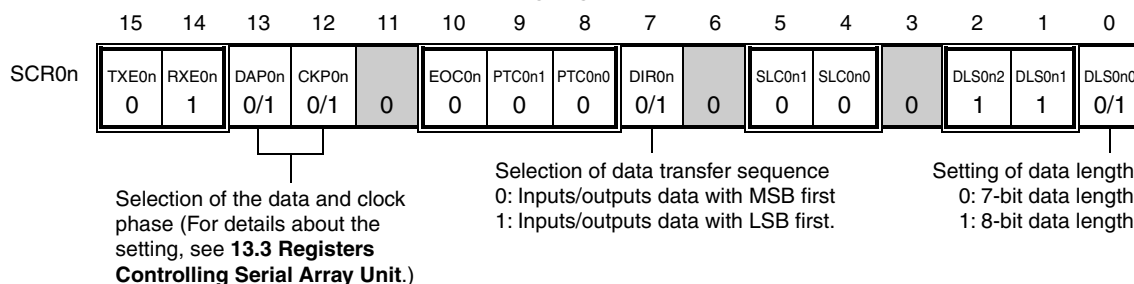 15 14 13 12 11 10 9 8 7 6 5 4 3 2 1 0
SCR0n TXE0n RXE0n DAP0n CKP0n EOC0n PTC0n1 PTC0n0 DIR0n SLC0n1 SLC0n0 DLS0n2 DLS0n1 DLS0n0
0 1 0/1 0/1 0 0 0 0 0/1 0 0 0 0 1 1 0/1
Selection of the data and clock
phase (For details about the
setting, see 13.3 Registers
Controlling Serial Array Unit.)
Selection of data transfer sequence
0: Inputs/outputs data with MSB first
1: Inputs/outputs data with LSB first.
Setting of data length
0: 7-bit data length
1: 8-bit data length